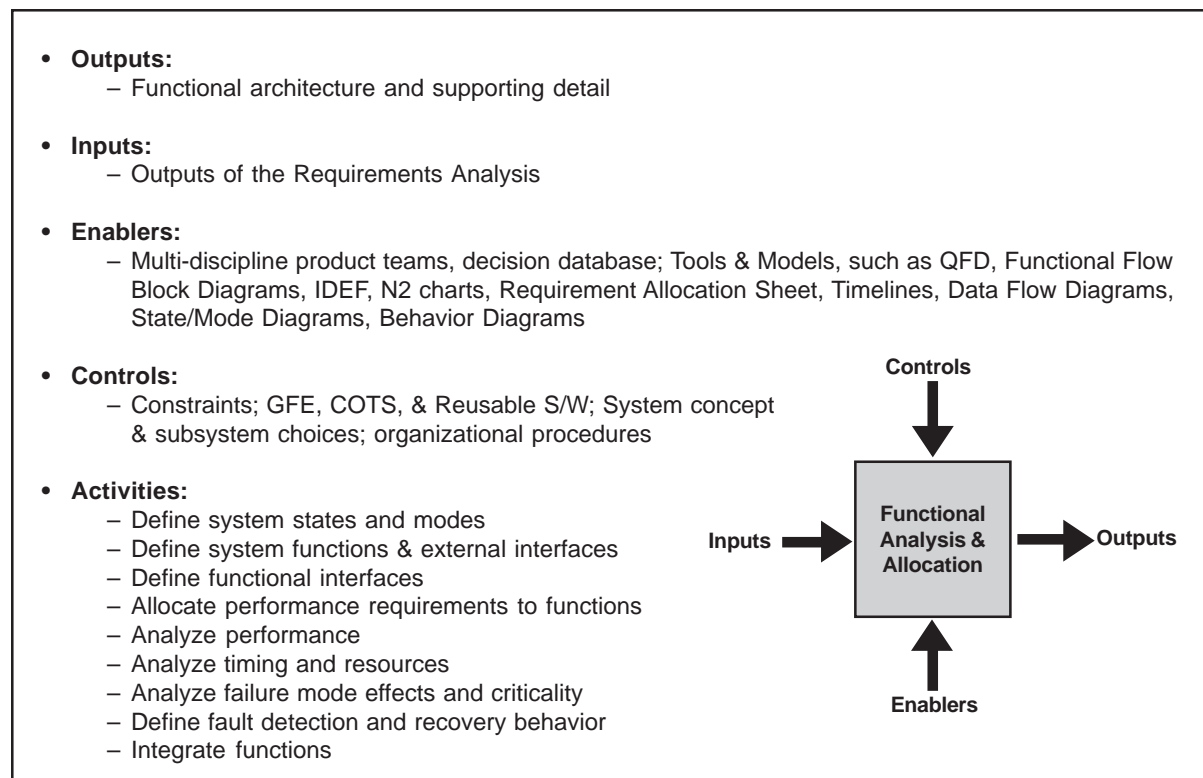 • Outputs:
– Functional architecture and supporting detail
• Inputs:
– Outputs of the Requirements Analysis
• Enablers:
– Multi-discipline product teams, decision database; Tools & Models, such as QFD, Functional Flow
Block Diagrams, IDEF, N2 charts, Requirement Allocation Sheet, Timelines, Data Flow Diagrams,
State/Mode Diagrams, Behavior Diagrams
• Controls:
– Constraints; GFE, COTS, & Reusable S/W; System concept
& subsystem choices; organizational procedures
• Activities:
– Define system states and modes
– Define system functions & external interfaces
– Define functional interfaces
– Allocate performance requirements to functions
– Analyze performance
– Analyze timing and resources
– Analyze failure mode effects and criticality
– Define fault detection and recovery behavior
– Integrate functions
Controls
Inputs
Functional
Analysis &
Allocation
Outputs
Enablers